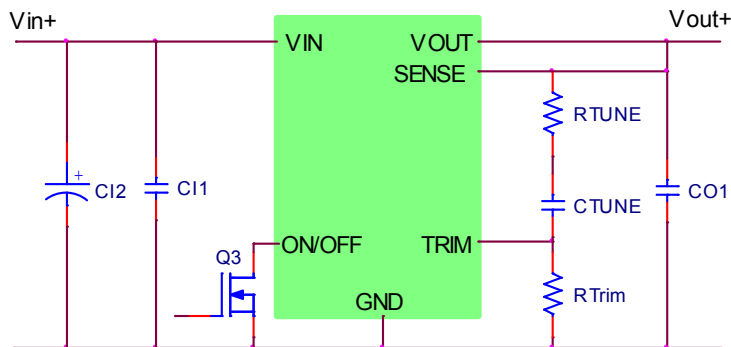 Vin+
Vout+
VIN
VOUT
SENSE
RTUNE
+
CI2
CI1
CTUNE
CO1
ON/OFF
TRIM
Q3
RTrim
GND